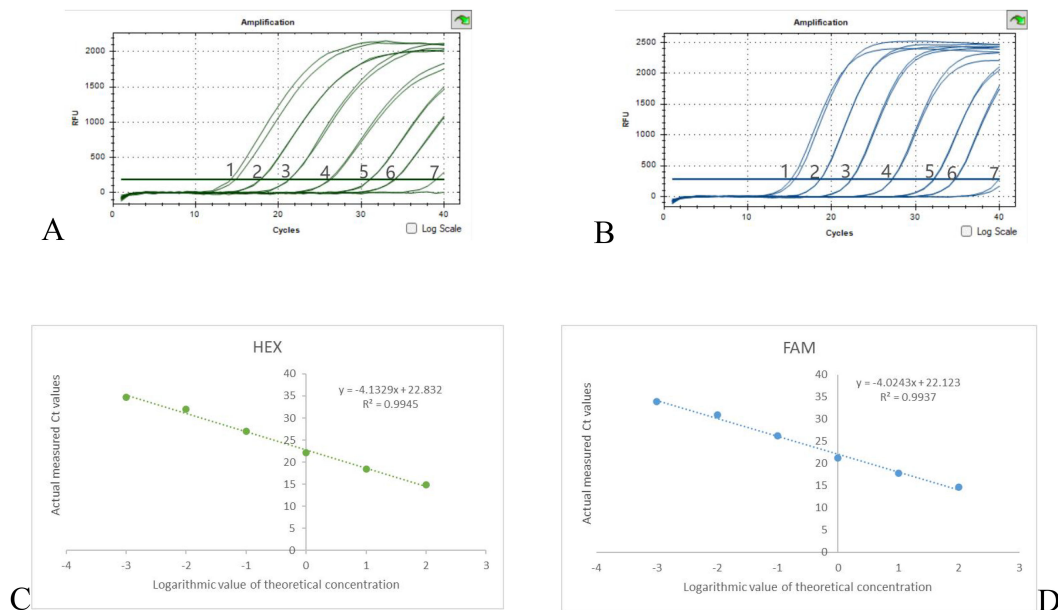 Amplification
2000
1500
1000
500
0
RFU
1 2 3 4 5 6 7
0 10 20 30 40
Cycles
Log Scale
A
Amplification
2500
2000
1500
1000
500
0
RFU
1 2 3 4 5 6 7
0 10 20 30 40
Cycles
Log Scale
B
HEX
Actual measured Ct values
40
35
30
25
20
15
10
5
0
y = -4.1329x + 22.832
R² = 0.9945
-4 -3 -2 -1 0 1 2 3
Logarithmic value of theoretical concentration
C
FAM
Actual measured Ct values
40
35
30
25
20
15
10
5
0
y = -4.0243x + 22.123
R² = 0.9937
-4 -3 -2 -1 0 1 2 3
Logarithmic value of theoretical concentration
D